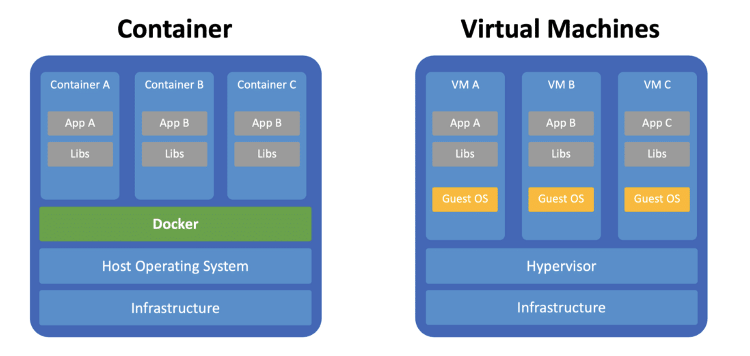 Container
Virtual Machines
Container A
Container B
Container C
App A
App B
App B
Libs
Libs
Libs
Docker
Host Operating System
Infrastructure
VM A
VM B
VM C
App A
App B
App C
Libs
Libs
Libs
Guest OS
Guest OS
Guest OS
Hypervisor
Infrastructure